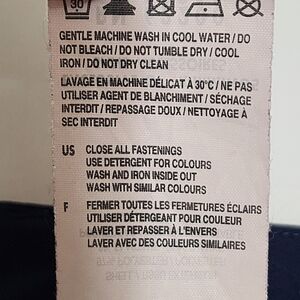 30
GENTLE MACHINE WASH IN COOL WATER / DO
NOT BLEACH / DO NOT TUMBLE DRY / COOL
IRON / DO NOT DRY CLEAN
LAVAGE EN MACHINE DÉLICAT À 30°C / NE PAS
UTILISER AGENT DE BLANCHIMENT / SÉCHAGE
INTERDIT / REPASSAGE DOUX / NETTOYAGE À
SEC INTERDIT
US CLOSE ALL FASTENINGS
USE DETERGENT FOR COLOURS
WASH AND IRON INSIDE OUT
WASH WITH SIMILAR COLOURS
F FERMER TOUTES LES FERMETURES ÉCLAIRS
UTILISER DÉTERGEANT POUR COULEUR
LAVER ET REPASSER À L'ENVERS
LAVER AVEC DES COULEURS SIMILAIRES